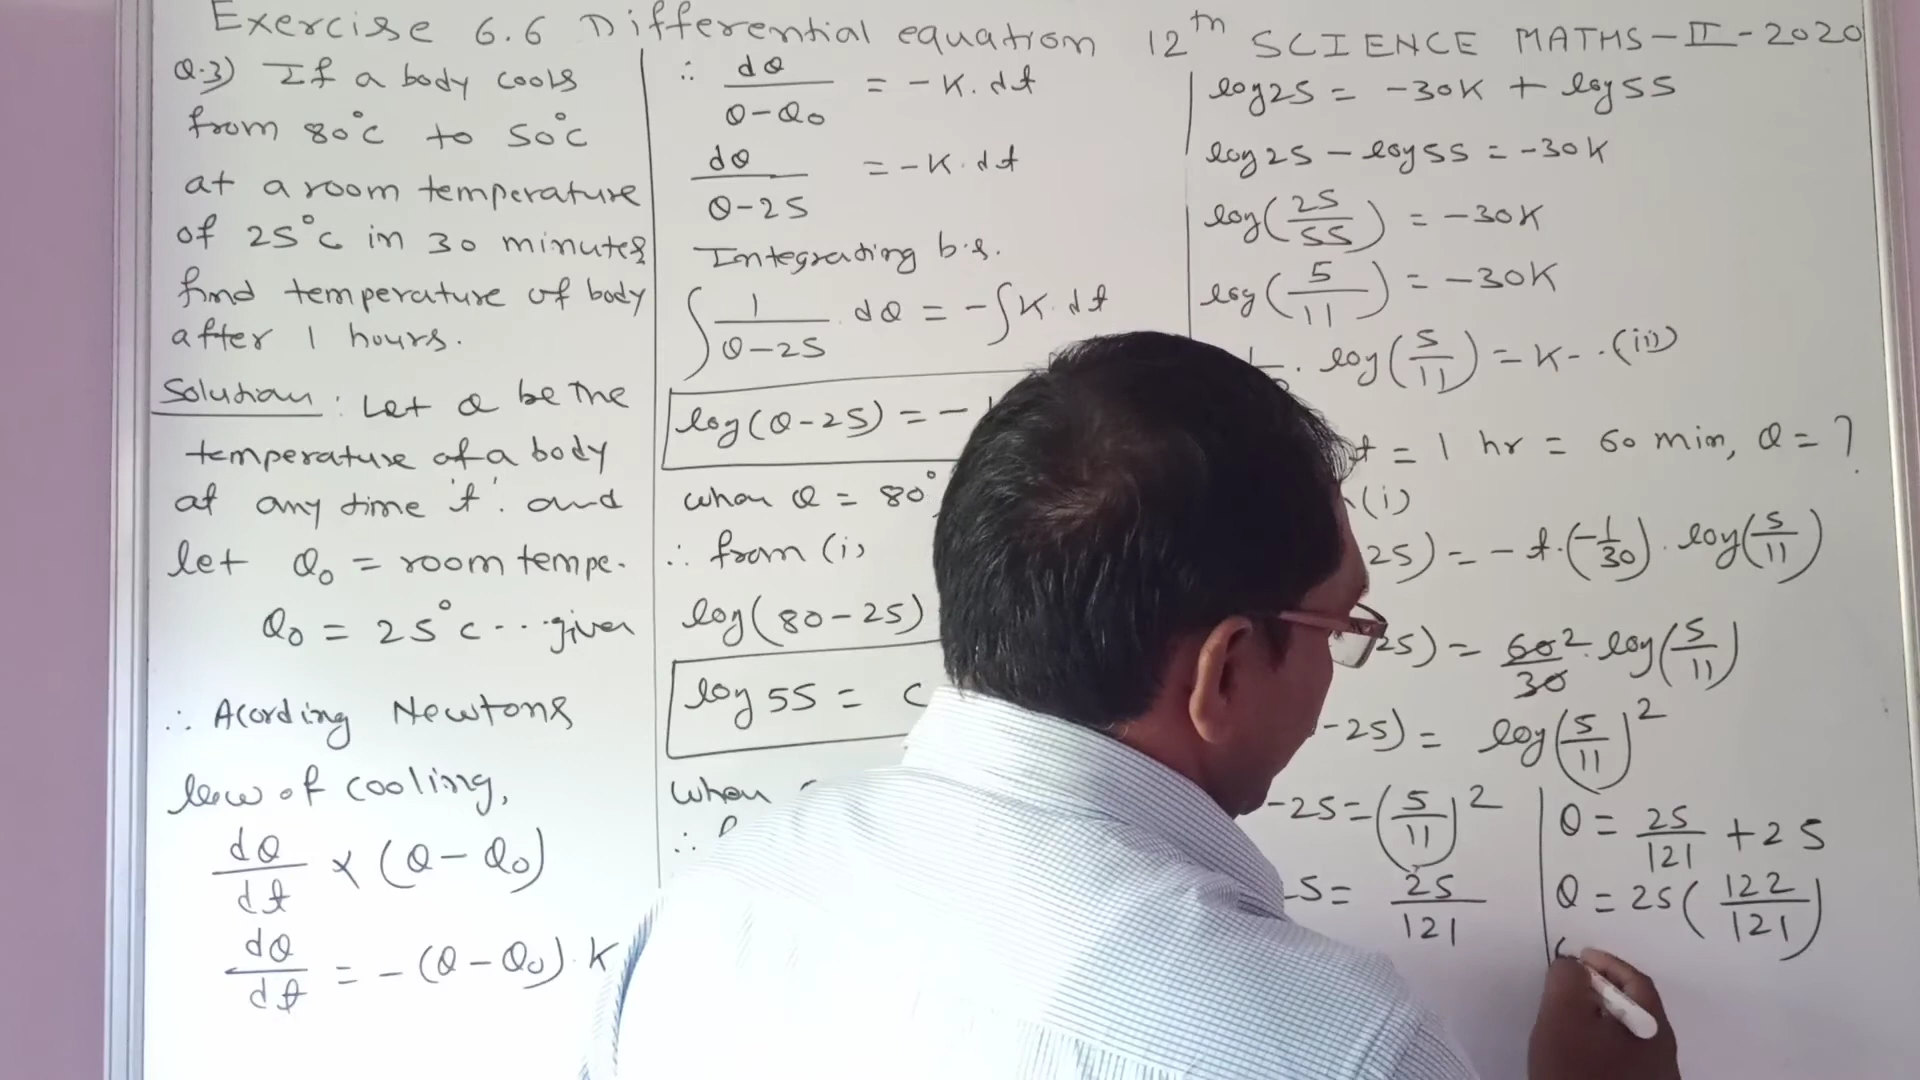 Exercise 6.6 Differential equation 12th SCIENCE MATHS-II-2020
Q.3) If a body cools
from 80°c to 50°c
at a room temperature
of 25°c in 30 minutes
find temperature of body
after 1 hours.
Solution: Let θ be the
temperature of a body
at any time 't'. and
let θ₀ = room tempe.
θ₀ = 25°c...given
∴ Acording Newtons
law of cooling,
dθ/dt ∝ (θ-θ₀)
dθ/dt = -(θ-θ₀).K
∴ dθ/θ-θ₀ = -K.dt
dθ/θ-25 = -K.dt
Integrading b.s.
∫1/θ-25 . dθ = -∫K.dt
log(θ-25) = -
when θ = 80°
∴ from (i)
log(80-25)
log 55 = c
when
∴
log25 = -30K + log55
log25 - log55 = -30K
log(25/55) = -30K
log(5/11) = -30K
. log(5/11) = K-..(ii)
t = 1 hr = 60 min, θ = ?
(i)
25) = -t.(-1/30).log(5/11)
25) = 60²/30.log(5/11)
-25) = log(5/11)²
-25 = (5/11)²
25 = 25/121
θ = 25/121 + 25
θ = 25(122/121)